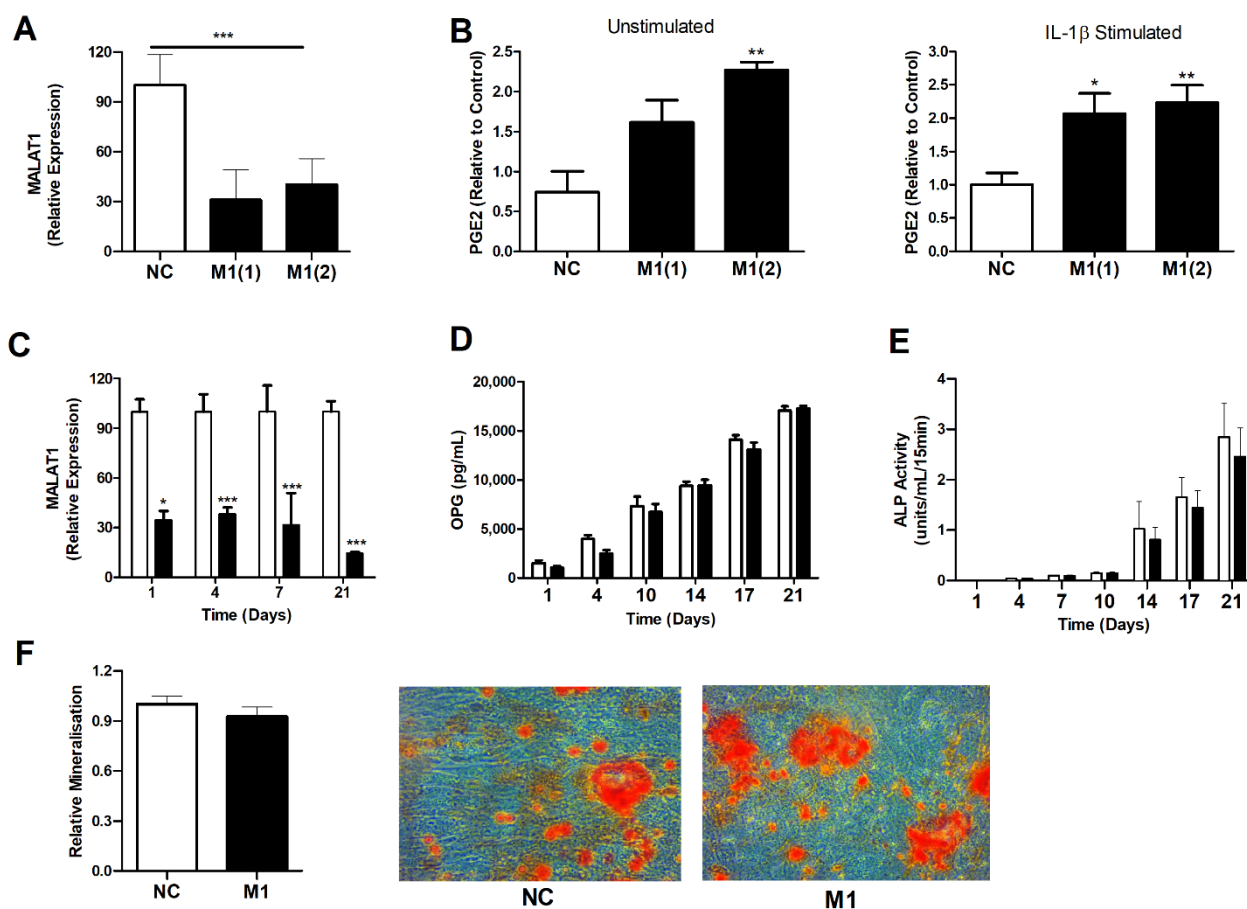 A
***
MALAT1
(Relative Expression)
120
90
60
30
0
NC
M1(1)
M1(2)
B
Unstimulated
PGE2 (Relative to Control)
2.5
2.0
1.5
1.0
0.5
0.0
**
NC
M1(1)
M1(2)
IL-1β Stimulated
PGE2 (Relative to Control)
3.0
2.5
2.0
1.5
1.0
0.5
0.0
*
**
NC
M1(1)
M1(2)
C
MALAT1
(Relative Expression)
120
90
60
30
0
*
***
***
***
1 4 7 21
Time (Days)
D
OPG (pg/mL)
20,000
15,000
10,000
5,000
0
1 4 10 14 17 21
Time (Days)
E
ALP Activity
(units/mL/15min)
4
3
2
1
0
1 4 7 10 14 17 21
Time (Days)
F
Relative Mineralisation
1.2
0.9
0.6
0.3
0.0
NC
M1
NC
M1